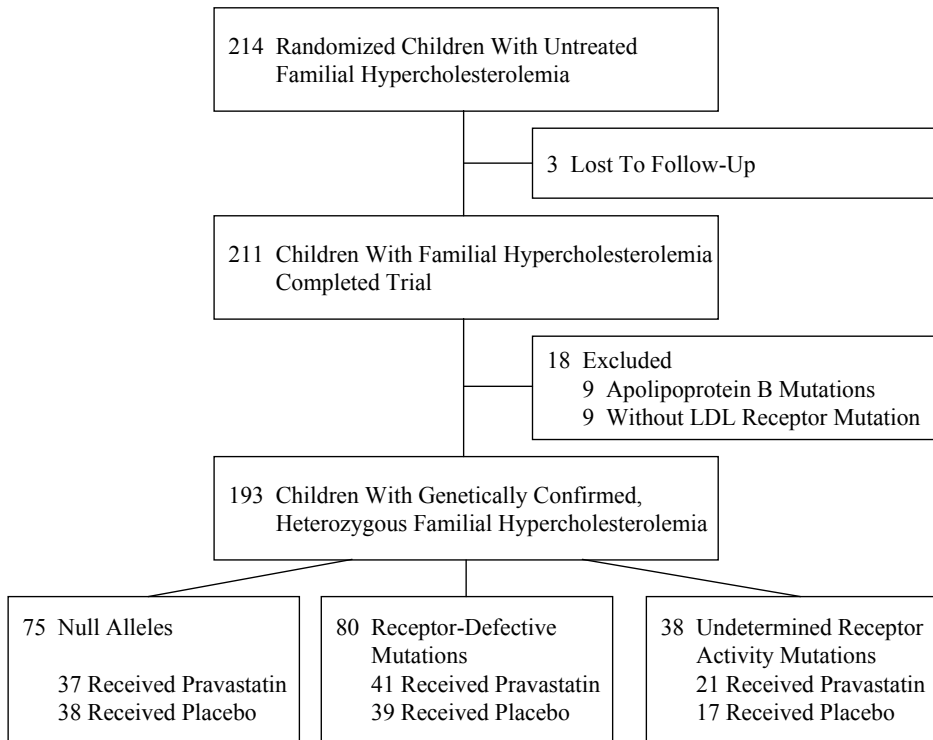 214 Randomized Children With Untreated
Familial Hypercholesterolemia
3 Lost To Follow-Up
211 Children With Familial Hypercholesterolemia
Completed Trial
18 Excluded
9 Apolipoprotein B Mutations
9 Without LDL Receptor Mutation
193 Children With Genetically Confirmed,
Heterozygous Familial Hypercholesterolemia
75 Null Alleles
37 Received Pravastatin
38 Received Placebo
80 Receptor-Defective
Mutations
41 Received Pravastatin
39 Received Placebo
38 Undetermined Receptor
Activity Mutations
21 Received Pravastatin
17 Received Placebo